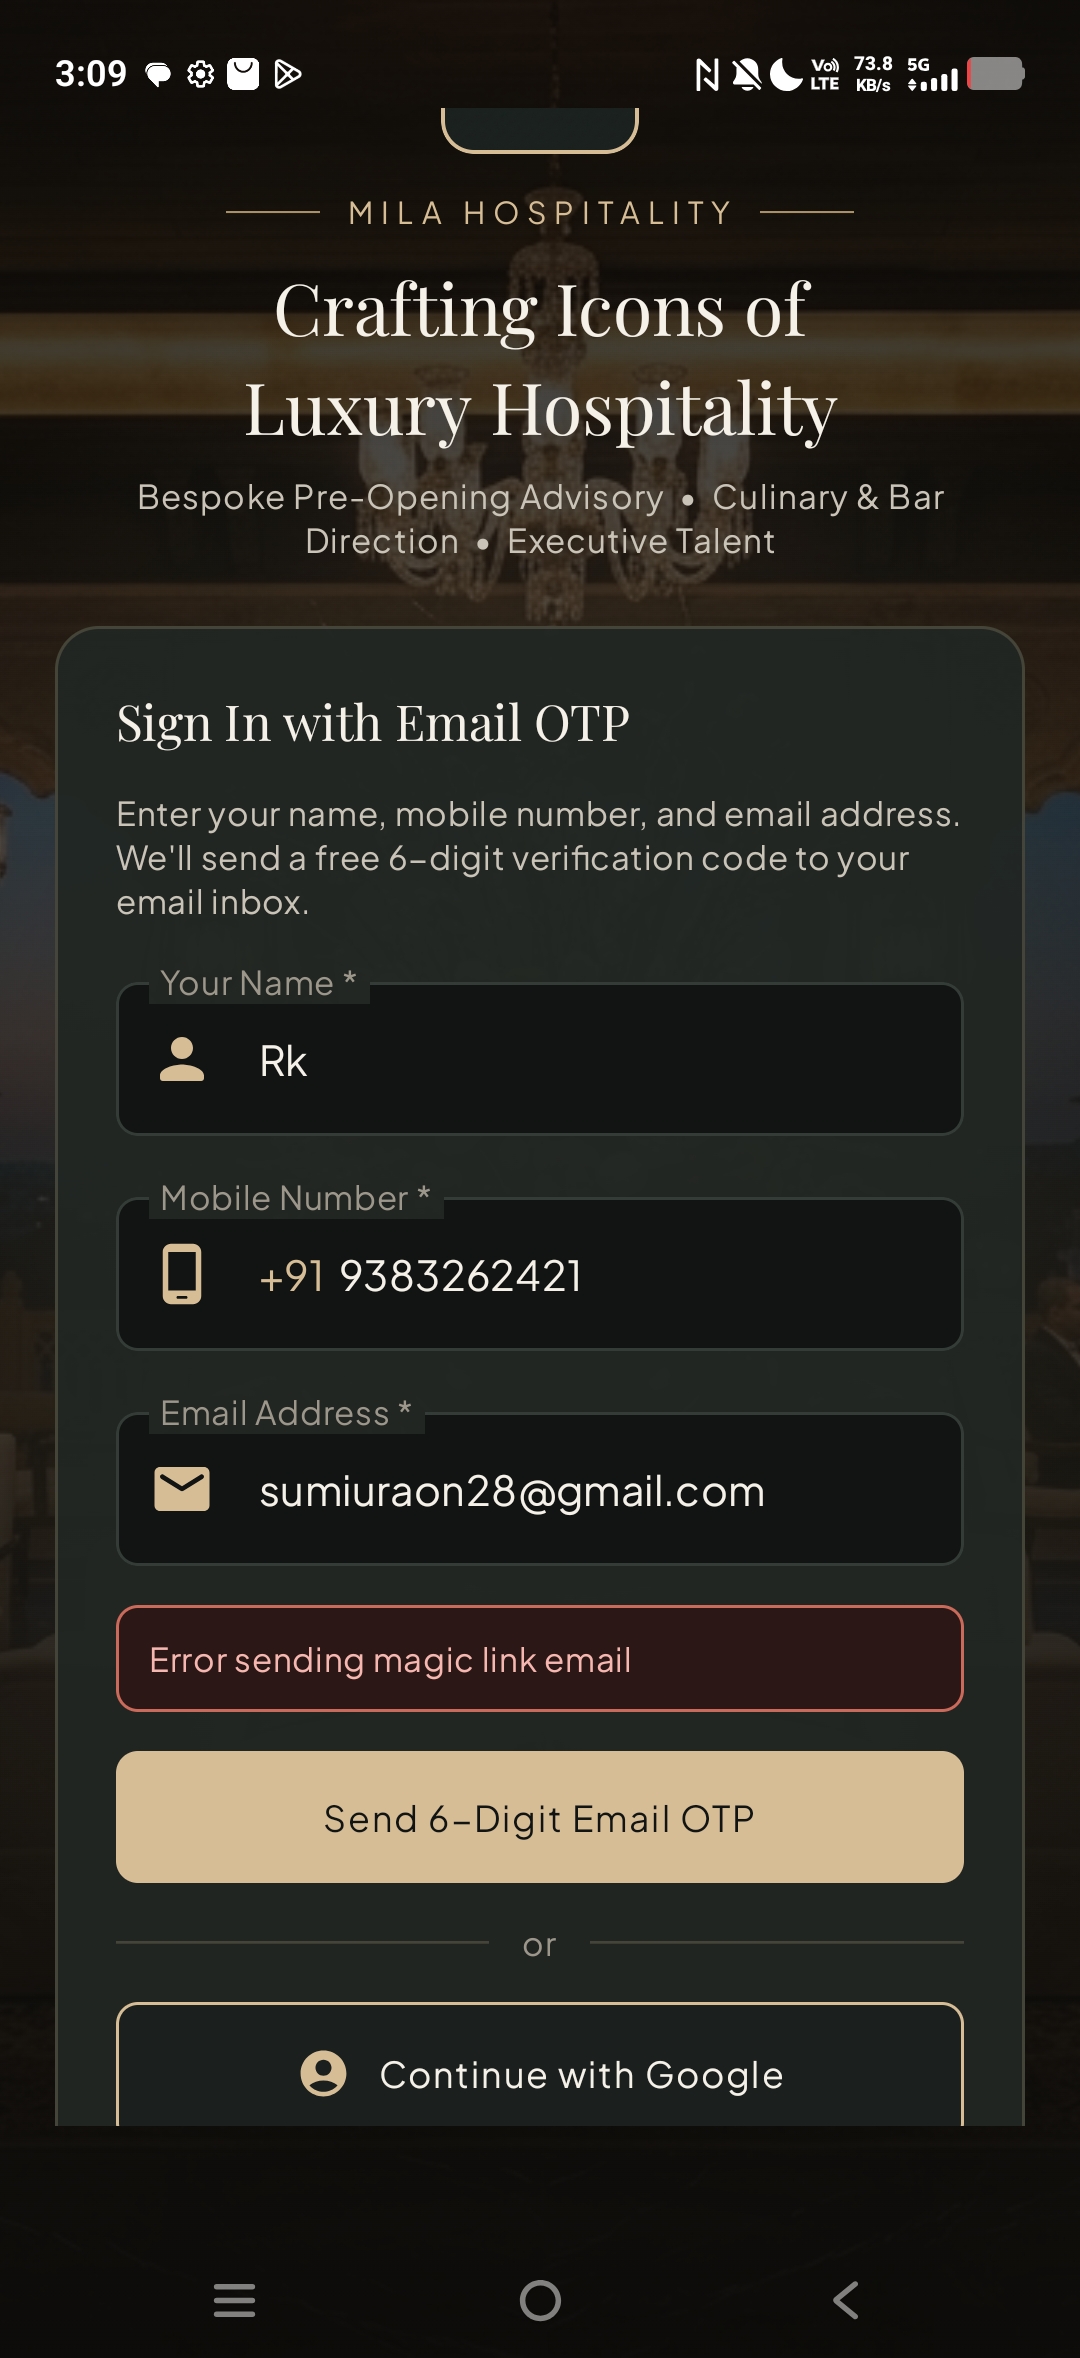 3:09
Vo)) LTE
73.8 KB/s
5G
MILA HOSPITALITY
Crafting Icons of
Luxury Hospitality
Bespoke Pre-Opening Advisory • Culinary & Bar
Direction • Executive Talent
Sign In with Email OTP
Enter your name, mobile number, and email address.
We'll send a free 6-digit verification code to your
email inbox.
Your Name *
Rk
Mobile Number *
+91 9383262421
Email Address *
sumiuraon28@gmail.com
Error sending magic link email
Send 6-Digit Email OTP
or
Continue with Google